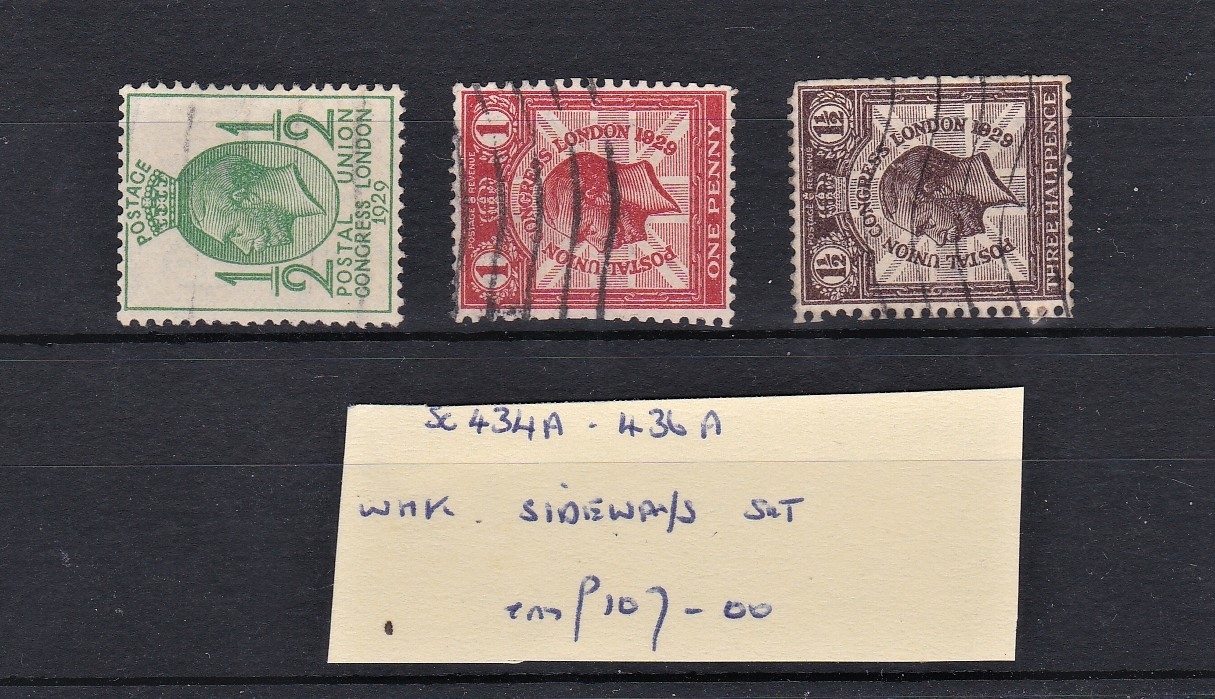 POSTAGE
1/2
1/2
POSTAL UNION
CONGRESS LONDON
1929
POSTAGE & REVENUE
1
1
POSTAL UNION CONGRESS LONDON 1929
ONE PENNY
POSTAGE & REVENUE
1½
1½
POSTAL UNION CONGRESS LONDON 1929
THREE HALFPENCE
434A - 436A
WMK. SIDEWAYS SET
107-00